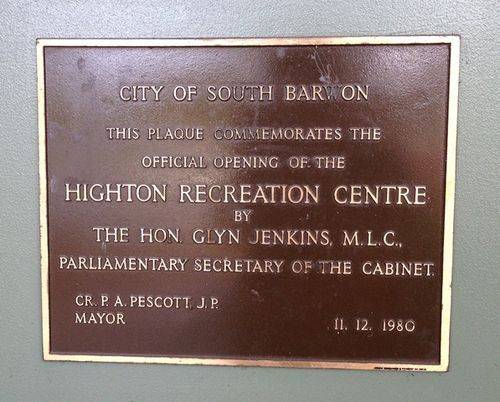 CITY OF SOUTH BARWON
THIS PLAQUE COMMEMORATES THE
OFFICIAL OPENING OF THE
HIGHTON RECREATION CENTRE
BY
THE HON. GLYN JENKINS, M.L.C.,
PARLIAMENTARY SECRETARY OF THE CABINET.
CR. P. A. PESCOTT, J.P.
MAYOR
11. 12. 1980